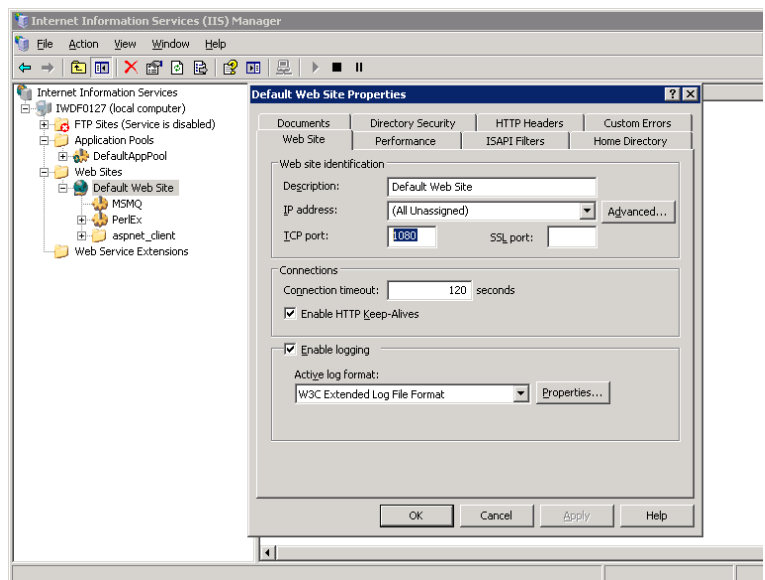 Internet Information Services (IIS) Manager
File Action View Window Help
Internet Information Services
IWDF0127 (local computer)
FTP Sites (Service is disabled)
Application Pools
DefaultAppPool
Web Sites
Default Web Site
MSMQ
PerlEx
aspnet_client
Web Service Extensions
Default Web Site Properties
Documents Directory Security HTTP Headers Custom Errors
Web Site Performance ISAPI Filters Home Directory
Web site identification
Description: Default Web Site
IP address: (All Unassigned) Advanced...
TCP port: 1080 SSL port:
Connections
Connection timeout: 120 seconds
Enable HTTP Keep-Alives
Enable logging
Active log format:
W3C Extended Log File Format Properties...
OK Cancel Apply Help